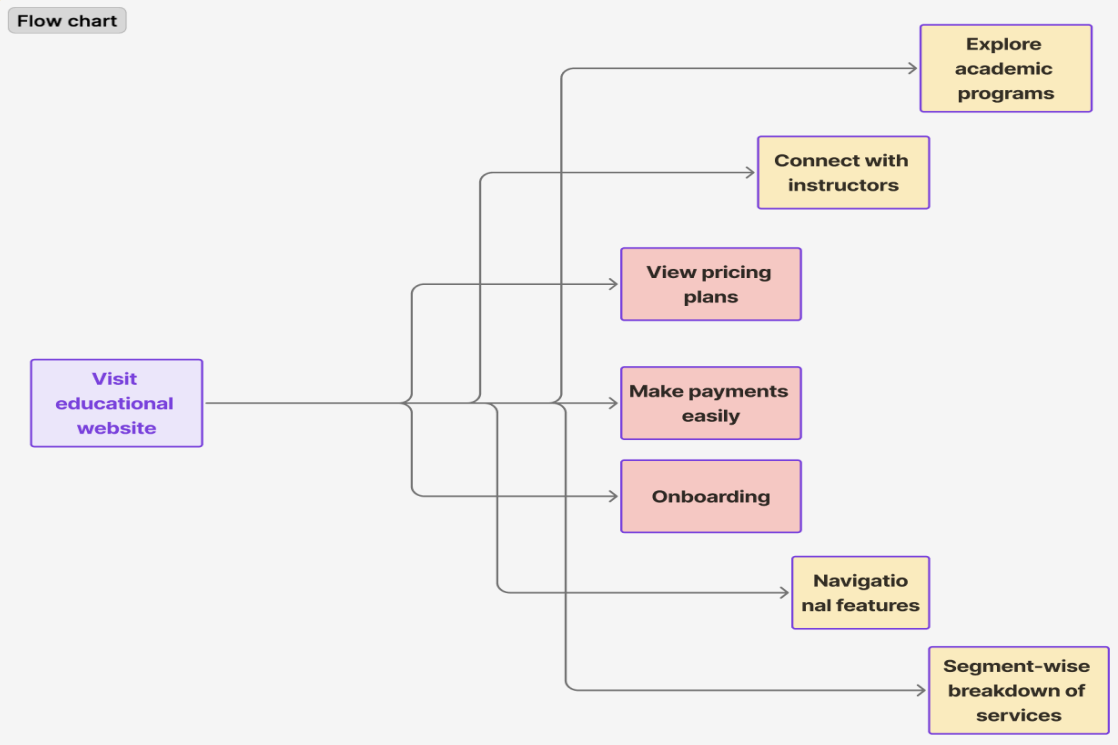 Flow chart
Explore
academic
programs
Connect with
instructors
View pricing
plans
Visit
educational
website
Make payments
easily
Onboarding
Navigatio
nal features
Segment-wise
breakdown of
services